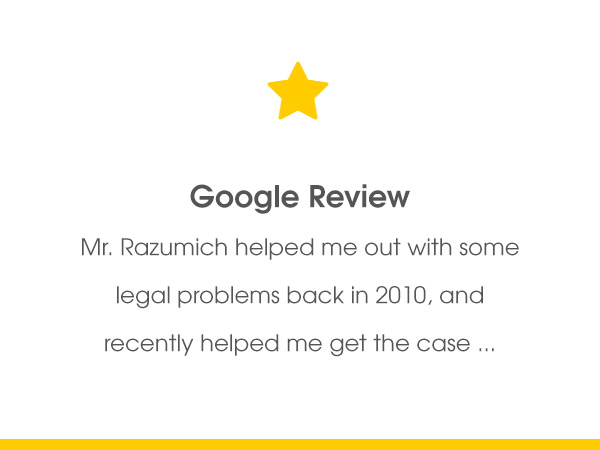 Google Review
Mr. Razumich helped me out with some
legal problems back in 2010, and
recently helped me get the case ...